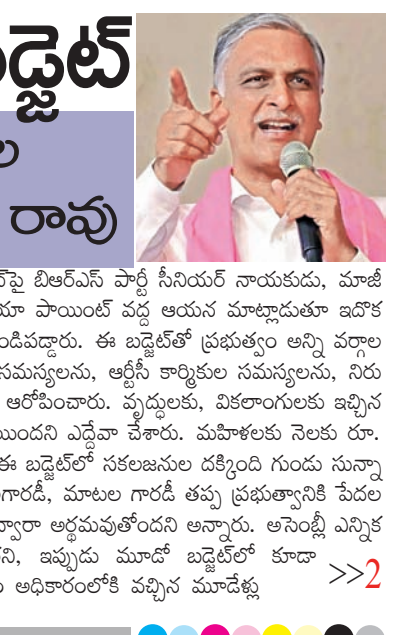 బడ్జెట్
ల
రావు
పై బిఆర్ఎస్ పార్టీ సీనియర్ నాయకుడు, మాజీ
యా పాయింట్ వద్ద ఆయన మాట్లాడుతూ ఇదొక
ండిపడ్డారు. ఈ బడ్జెట్‌తో ప్రభుత్వం అన్ని వర్గాల
సమస్యలను, ఆర్టీసీ కార్మికుల సమస్యలను, నిరు
ఆరోపించారు. వృద్ధులకు, వికలాంగులకు ఇచ్చిన
యిందని ఎద్దేవా చేశారు. మహిళలకు నెలకు రూ.
ఈ బడ్జెట్‌లో సకలజనుల దక్కింది గుండు సున్నా
గారడీ, మాటల గారడీ తప్ప ప్రభుత్వానికి పేదల
ద్వారా అర్థమవుతోందని అన్నారు. అసెంబ్లీ ఎన్నిక
ని, ఇప్పుడు మూడో బడ్జెట్‌లో కూడా
అధికారంలోకి వచ్చిన మూడేళ్లు
>>2